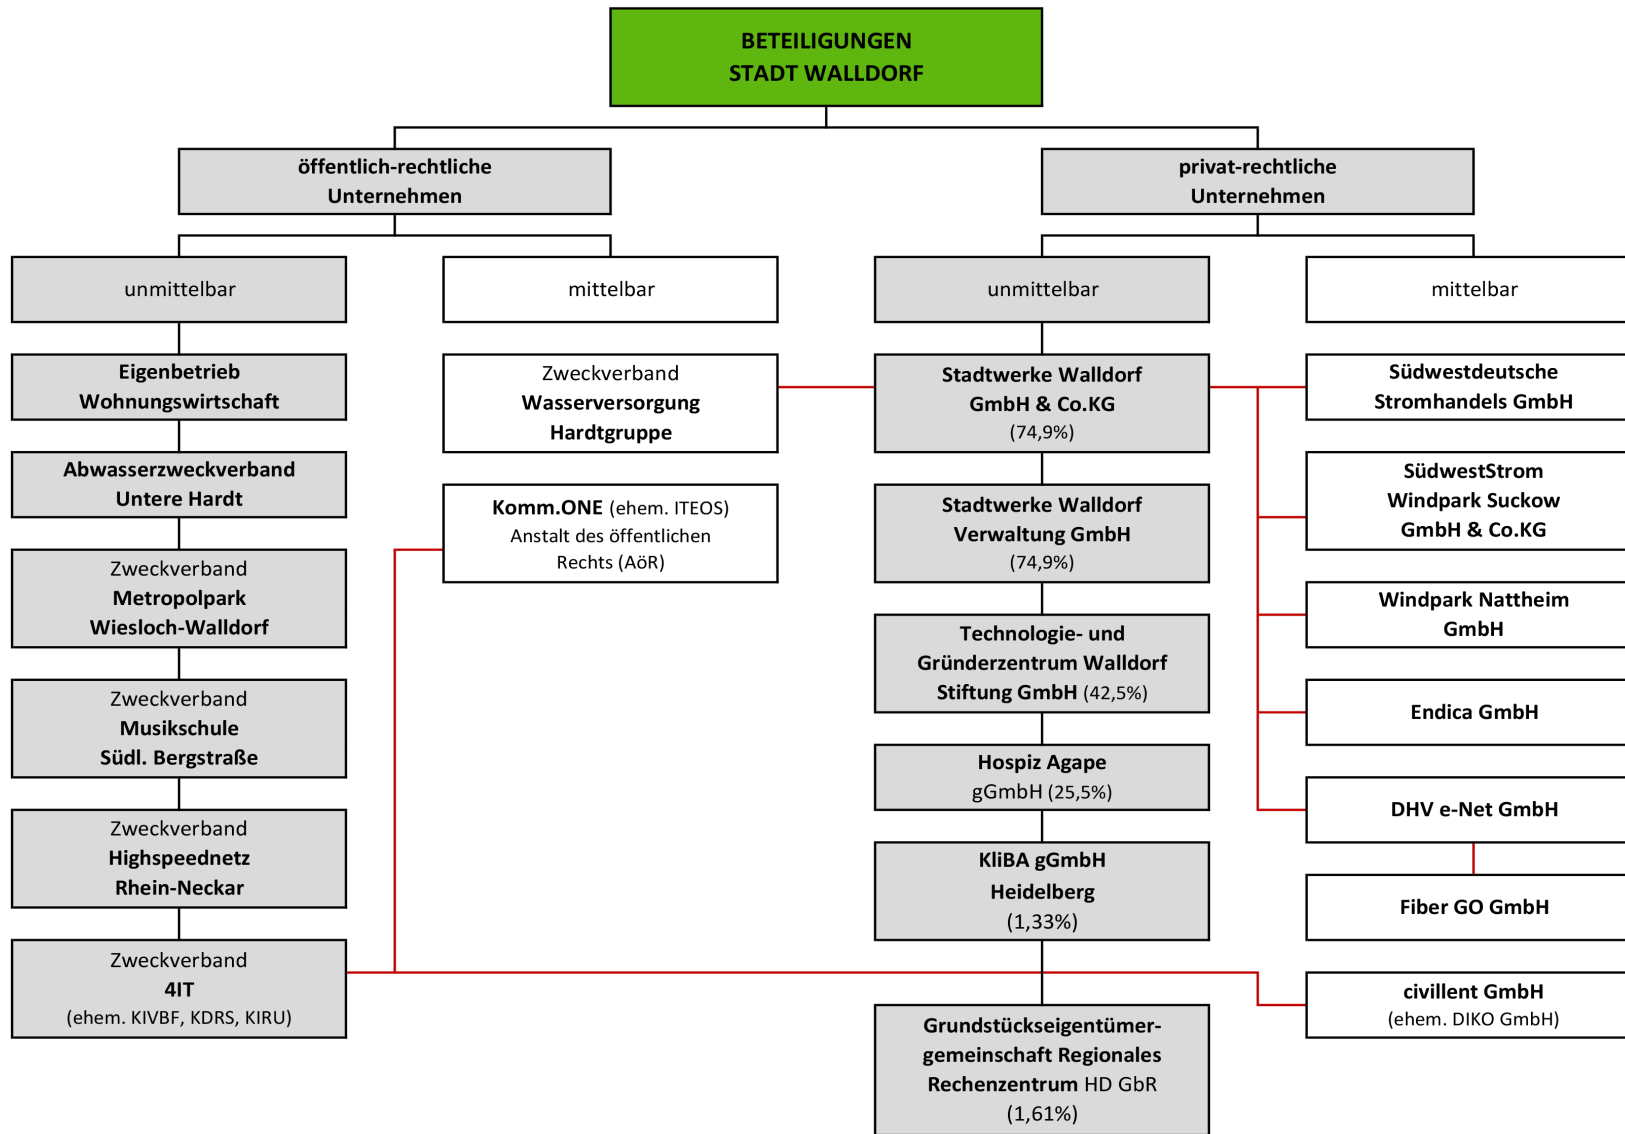 BETEILIGUNGEN
STADT WALLDORF
öffentlich-rechtliche
Unternehmen
privat-rechtliche
Unternehmen
unmittelbar
mittelbar
unmittelbar
mittelbar
Eigenbetrieb
Wohnungswirtschaft
Abwasserzweckverband
Untere Hardt
Zweckverband
Metropolpark
Wiesloch-Walldorf
Zweckverband
Musikschule
Südl. Bergstraße
Zweckverband
Highspeednetz
Rhein-Neckar
Zweckverband
4IT
(ehem. KIVBF, KDRS, KIRU)
Zweckverband
Wasserversorgung
Hardtgruppe
Komm.ONE (ehem. ITEOS)
Anstalt des öffentlichen
Rechts (AöR)
Stadtwerke Walldorf
GmbH & Co.KG
(74,9%)
Stadtwerke Walldorf
Verwaltung GmbH
(74,9%)
Technologie- und
Gründerzentrum Walldorf
Stiftung GmbH (42,5%)
Hospiz Agape
gGmbH (25,5%)
KliBA gGmbH
Heidelberg
(1,33%)
Grundstückseigentümer-
gemeinschaft Regionales
Rechenzentrum HD GbR
(1,61%)
Südwestdeutsche
Stromhandels GmbH
SüdwestStrom
Windpark Suckow
GmbH & Co.KG
Windpark Nattheim
GmbH
Endica GmbH
DHV e-Net GmbH
Fiber GO GmbH
civillent GmbH
(ehem. DIKO GmbH)